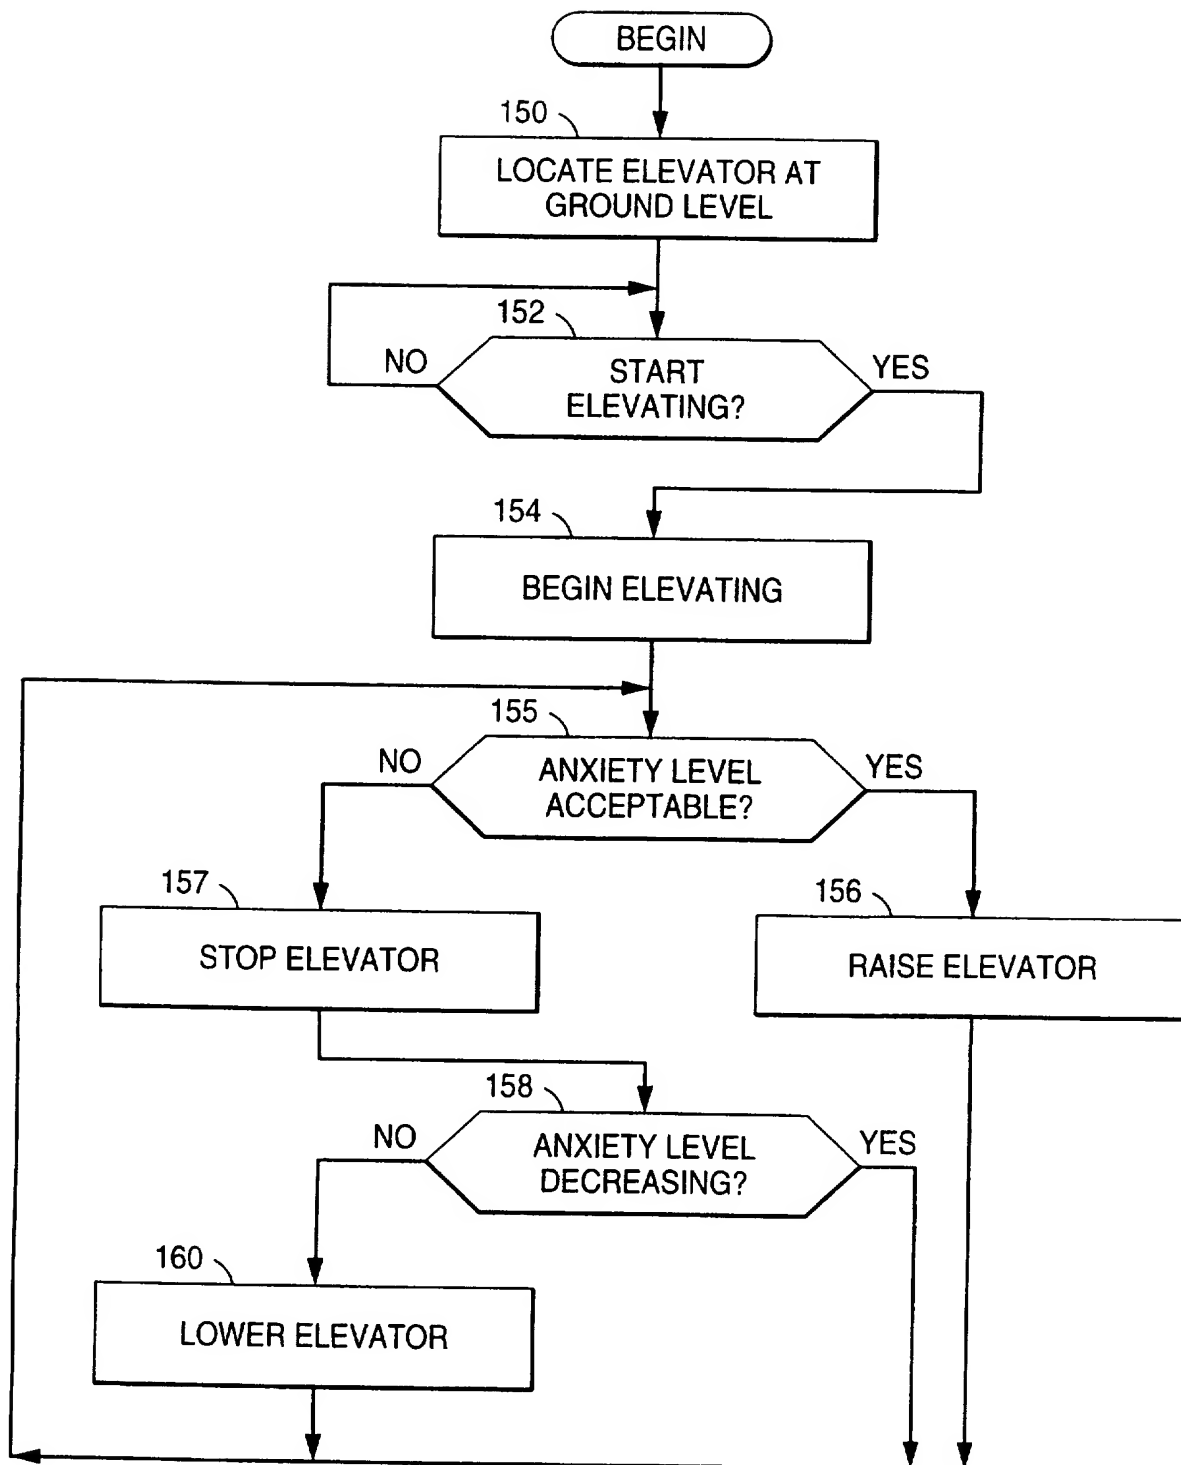 BEGIN
150
LOCATE ELEVATOR AT
GROUND LEVEL
152
NO
START
ELEVATING?
YES
154
BEGIN ELEVATING
155
NO
ANXIETY LEVEL
ACCEPTABLE?
YES
157
STOP ELEVATOR
156
RAISE ELEVATOR
158
NO
ANXIETY LEVEL
DECREASING?
YES
160
LOWER ELEVATOR